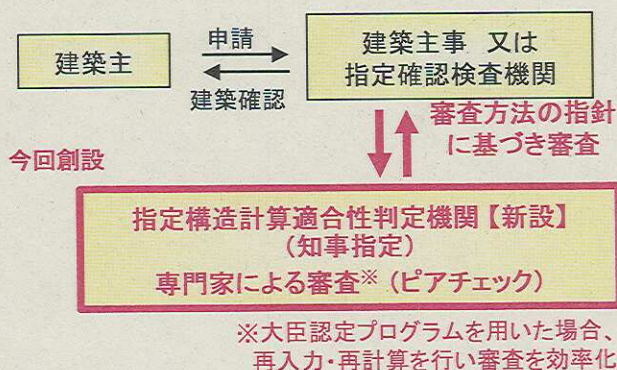 建築主
申請
建築確認
建築主事 又は
指定確認検査機関
審査方法の指針
に基づき審査
今回創設
指定構造計算適合性判定機関【新設】
(知事指定)
専門家による審査※(ピアチェック)
※大臣認定プログラムを用いた場合、
再入力・再計算を行い審査を効率化